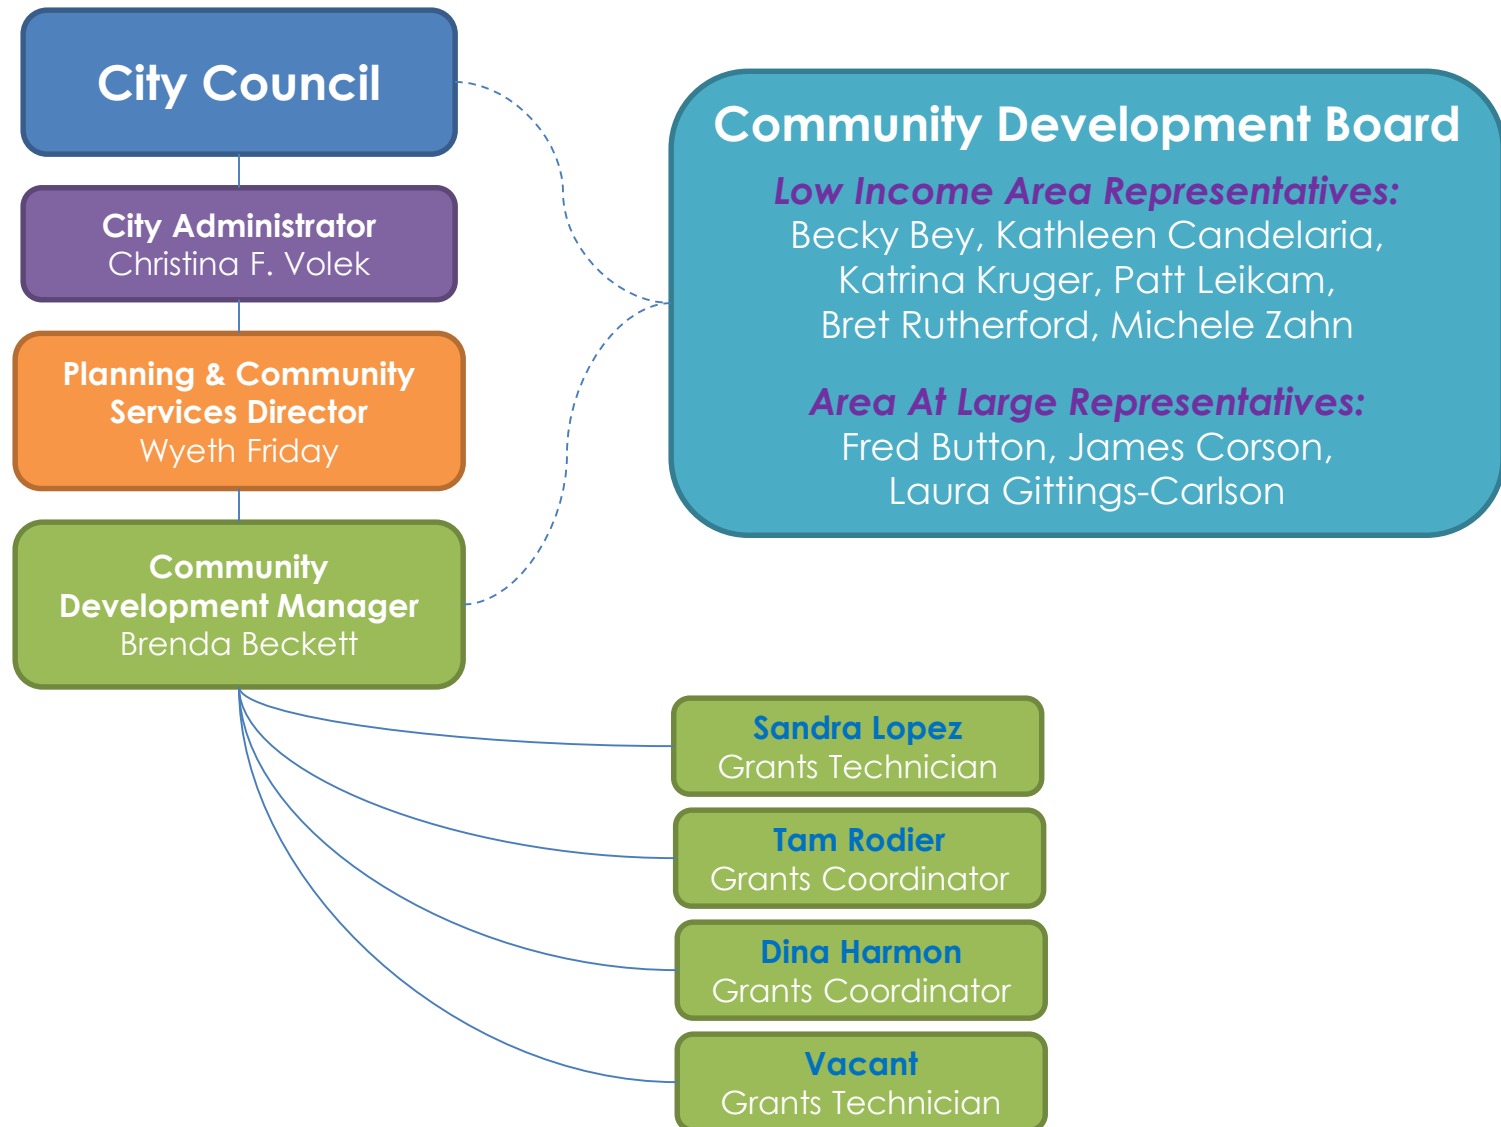 City Council
City Administrator
Christina F. Volek
Planning & Community
Services Director
Wyeth Friday
Community
Development Manager
Brenda Beckett
Community Development Board
Low Income Area Representatives:
Becky Bey, Kathleen Candelaria,
Katrina Kruger, Patt Leikam,
Bret Rutherford, Michele Zahn
Area At Large Representatives:
Fred Button, James Corson,
Laura Gittings-Carlson
Sandra Lopez
Grants Technician
Tam Rodier
Grants Coordinator
Dina Harmon
Grants Coordinator
Vacant
Grants Technician